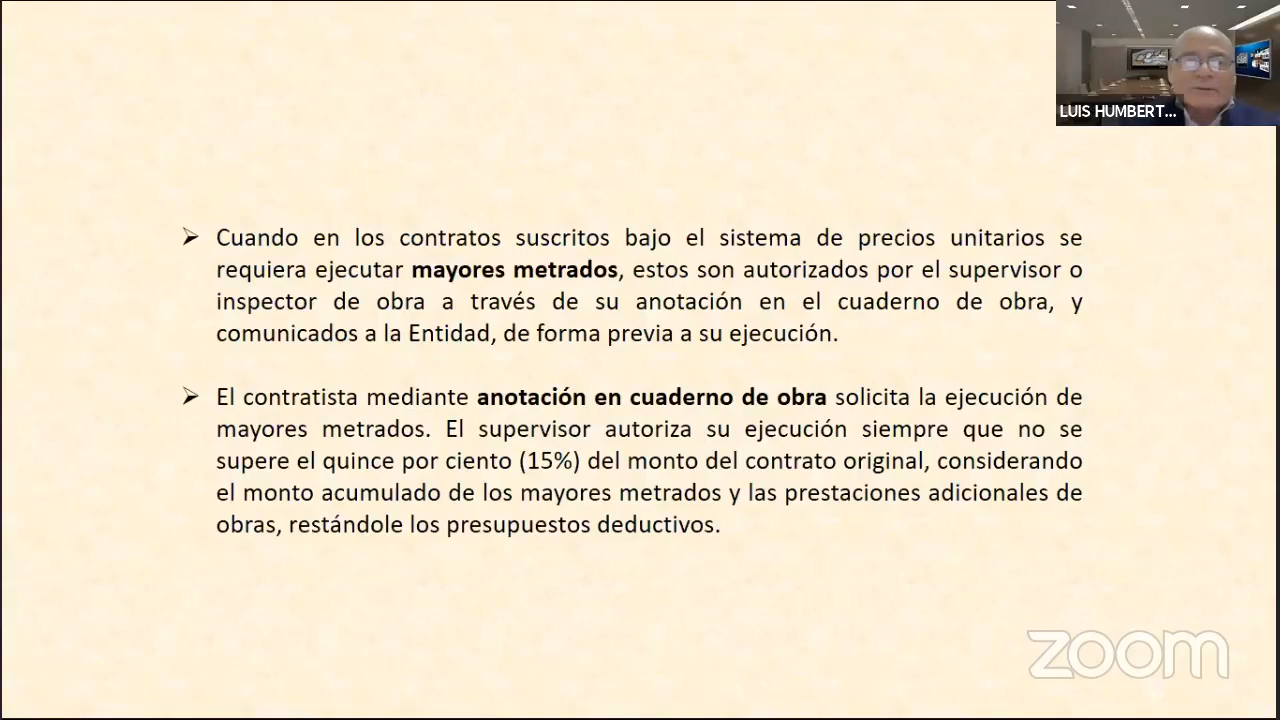 LUIS HUMBERT...
➢ Cuando en los contratos suscritos bajo el sistema de precios unitarios se
requiera ejecutar mayores metrados, estos son autorizados por el supervisor o
inspector de obra a través de su anotación en el cuaderno de obra, y
comunicados a la Entidad, de forma previa a su ejecución.
➢ El contratista mediante anotación en cuaderno de obra solicita la ejecución de
mayores metrados. El supervisor autoriza su ejecución siempre que no se
supere el quince por ciento (15%) del monto del contrato original, considerando
el monto acumulado de los mayores metrados y las prestaciones adicionales de
obras, restándole los presupuestos deductivos.
zoom